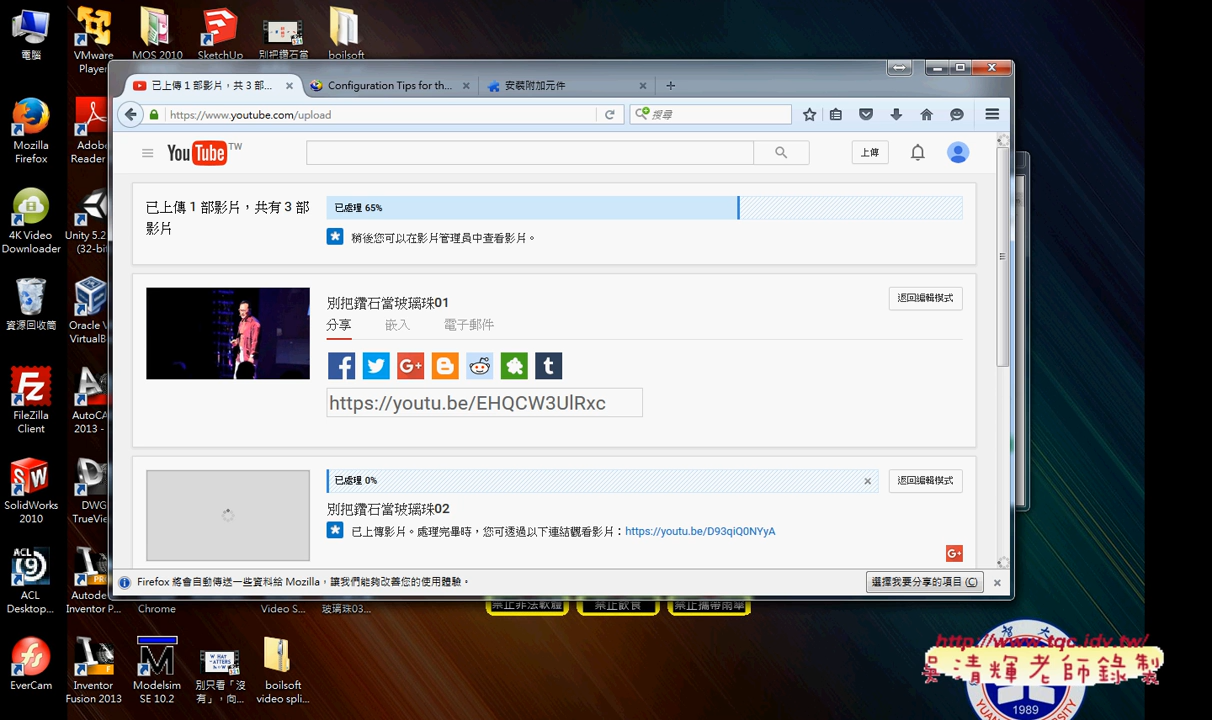 電腦
VMware
Player
MOS 2010
SketchUp
別把鑽石當
boilsoft
Mozilla
Firefox
Adobe
Reader
4K Video
Downloader
Unity 5.2
(32-bit
資源回收筒
Oracle V
VirtualB
FileZilla
Client
AutoCA
2013 -
SolidWorks
2010
DWG
TrueVie
ACL
Desktop...
Autode
Inventor P...
Chrome
Video S...
玻璃珠03...
EverCam
Inventor
Fusion 2013
Modelsim
SE 10.2
別只看「沒
有」，向...
boilsoft
video spli...
已上傳 1 部影片，共 3 部...
Configuration Tips for th...
安裝附加元件
https://www.youtube.com/upload
搜尋
YouTube TW
上傳
已上傳 1 部影片，共有 3 部
影片
已處理 65%
稍後您可以在影片管理員中查看影片。
別把鑽石當玻璃珠01
返回編輯模式
分享
嵌入
電子郵件
https://youtu.be/EHQCW3UlRxc
已處理 0%
返回編輯模式
別把鑽石當玻璃珠02
已上傳影片。處理完畢時，您可透過以下連結觀看影片：https://youtu.be/D93qiQ0NYyA
G+
Firefox 將會自動傳送一些資料給 Mozilla，讓我們能夠改善您的使用體驗。
選擇我要分享的項目 (C)
禁止非法軟體
禁止飲食
禁止攜帶雨傘
http://www.tqc.idv.tw/
吳清輝老師錄製
1989